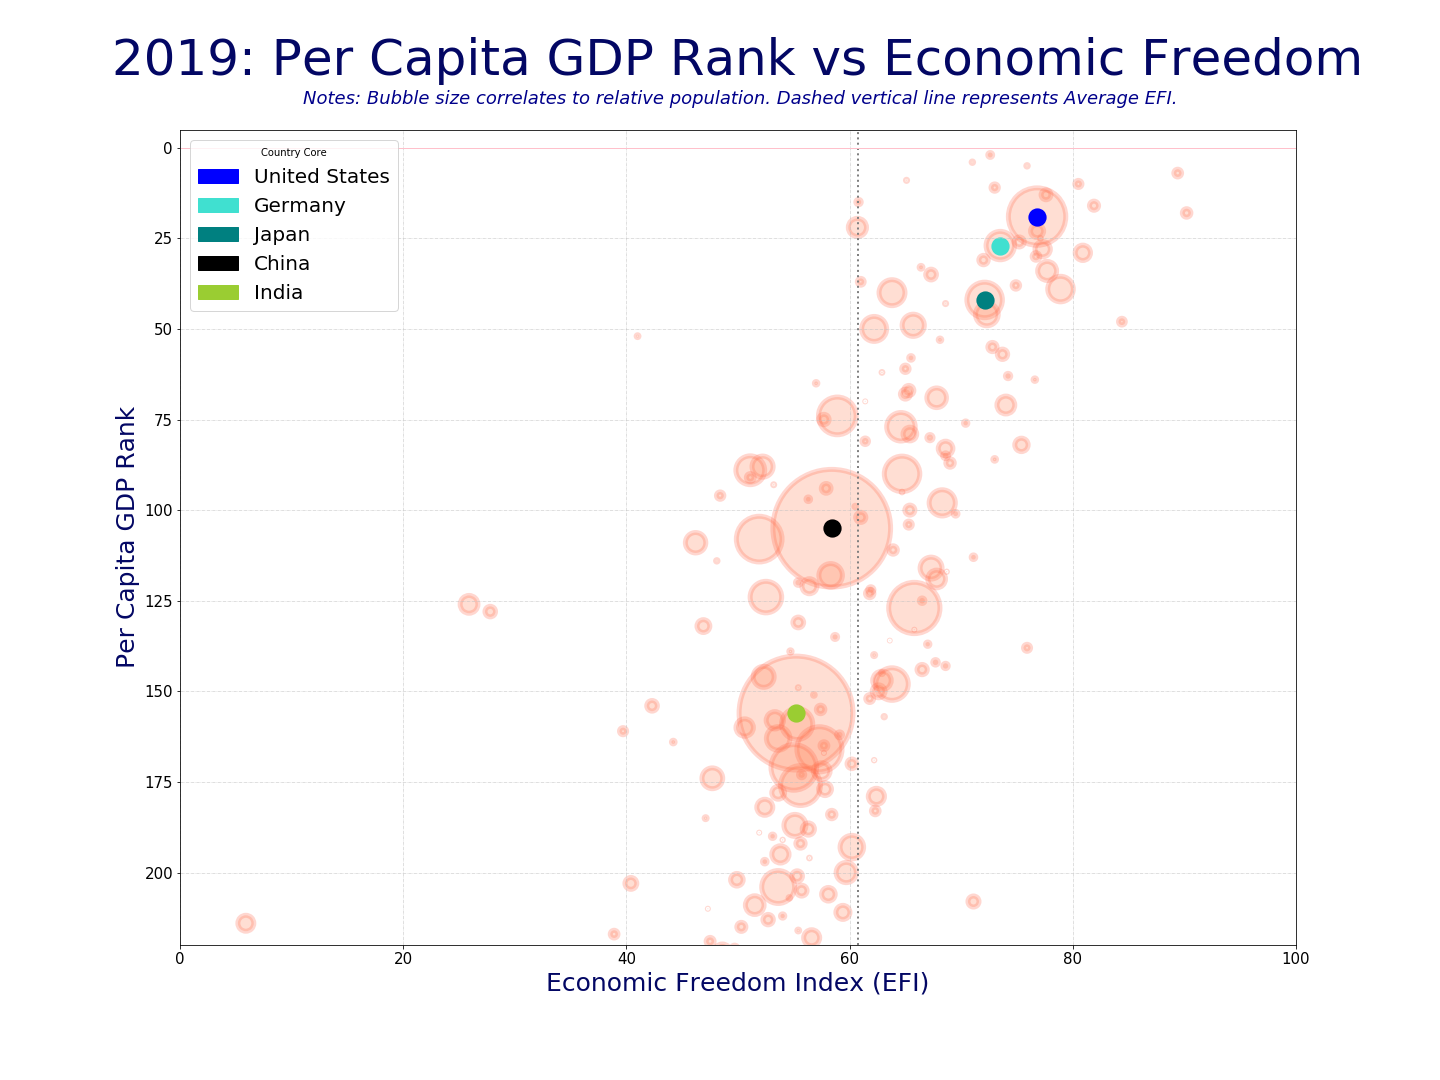 2019: Per Capita GDP Rank vs Economic Freedom
Notes: Bubble size correlates to relative population. Dashed vertical line represents Average EFI.
Country Core
United States
Germany
Japan
China
India
Per Capita GDP Rank
0
25
50
75
100
125
150
175
200
0 20 40 60 80 100
Economic Freedom Index (EFI)